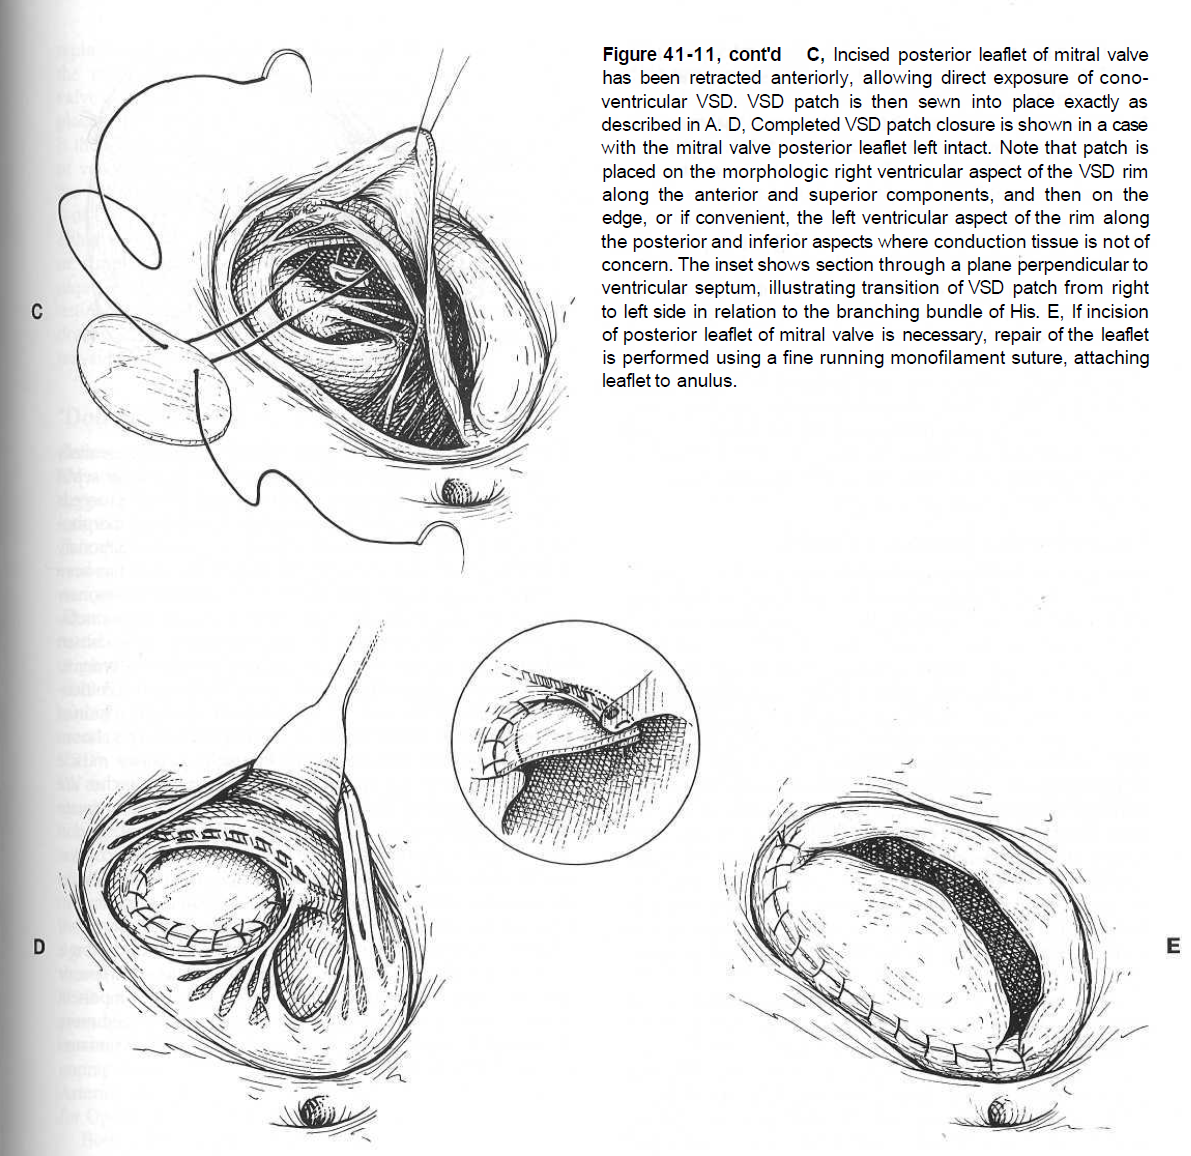 Figure 41-11, cont'd C, Incised posterior leaflet of mitral valve
has been retracted anteriorly, allowing direct exposure of cono-
ventricular VSD. VSD patch is then sewn into place exactly as
described in A. D, Completed VSD patch closure is shown in a case
with the mitral valve posterior leaflet left intact. Note that patch is
placed on the morphologic right ventricular aspect of the VSD rim
along the anterior and superior components, and then on the
edge, or if convenient, the left ventricular aspect of the rim along
the posterior and inferior aspects where conduction tissue is not of
concern. The inset shows section through a plane perpendicular to
ventricular septum, illustrating transition of VSD patch from right
to left side in relation to the branching bundle of His. E, If incision
of posterior leaflet of mitral valve is necessary, repair of the leaflet
is performed using a fine running monofilament suture, attaching
leaflet to anulus.
C
D
E